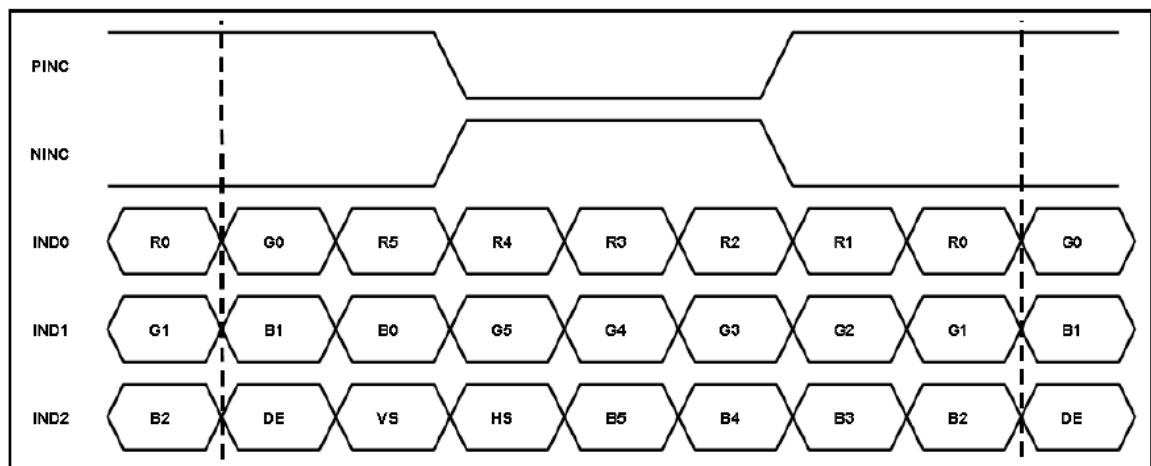 PINC
NINC
IND0 R0 G0 R5 R4 R3 R2 R1 R0 G0
IND1 G1 B1 B0 G5 G4 G3 G2 G1 B1
IND2 B2 DE VS HS B5 B4 B3 B2 DE